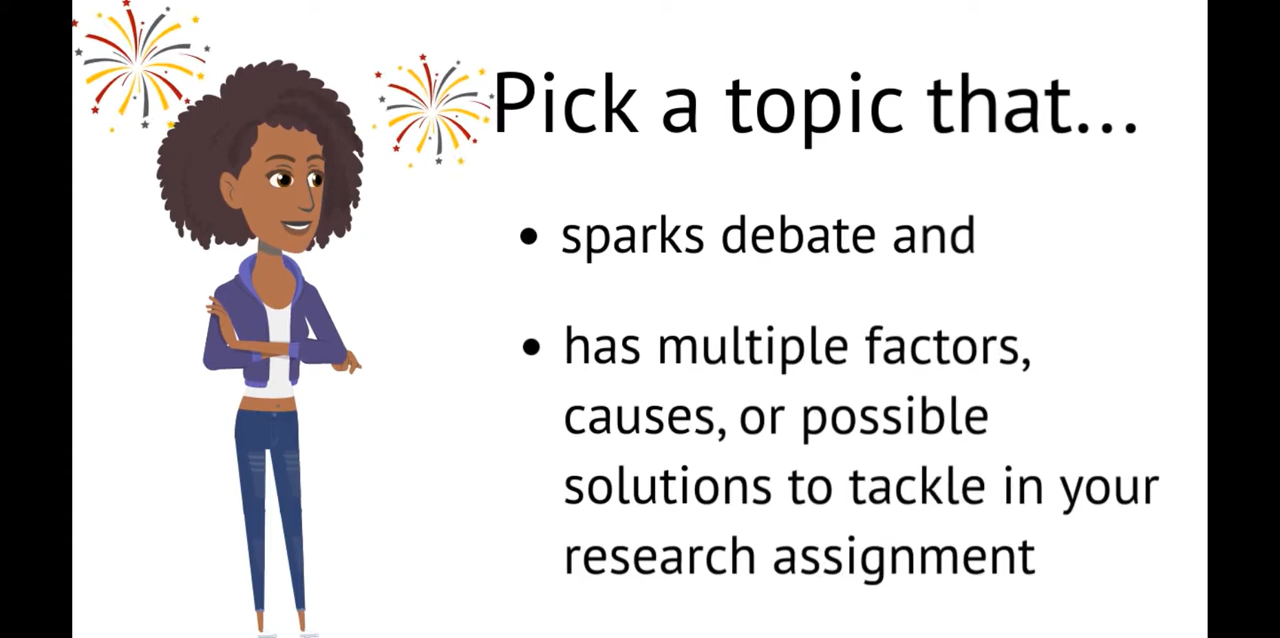 Pick a topic that...
• sparks debate and
• has multiple factors,
causes, or possible
solutions to tackle in your
research assignment